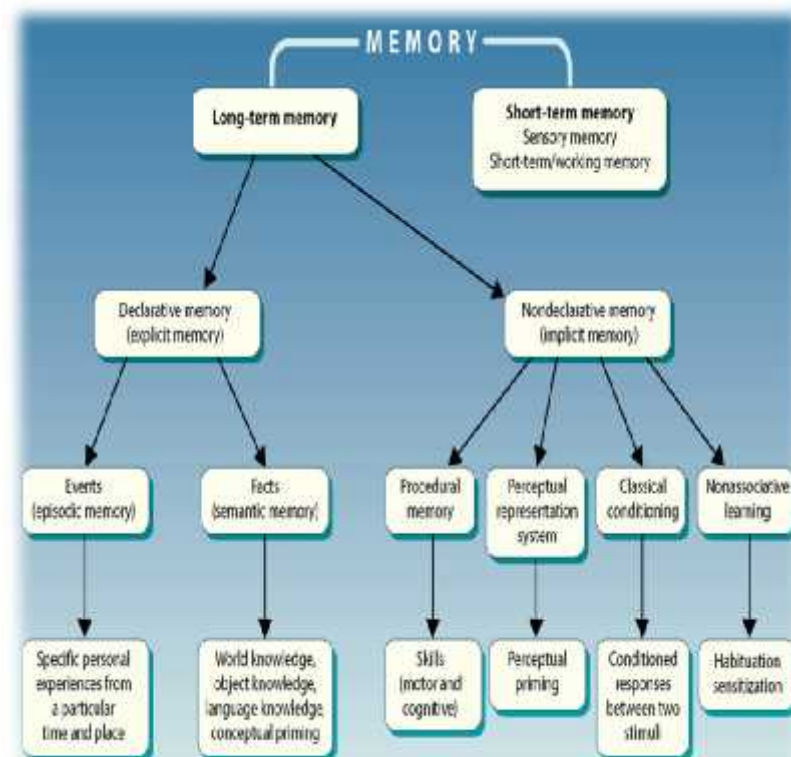 MEMORY
Long-term memory
Short-term memory
Sensory memory
Short-term/working memory
Declarative memory
(explicit memory)
Nondeclarative memory
(implicit memory)
Events
(episodic memory)
Facts
(semantic memory)
Procedural
memory
Perceptual
representation
system
Classical
conditioning
Nonassociative
learning
Specific personal
experiences from
a particular
time and place
World knowledge,
object knowledge,
language knowledge,
conceptual priming
Skills
(motor and
cognitive)
Perceptual
priming
Conditioned
responses
between two
stimuli
Habituation
sensitization